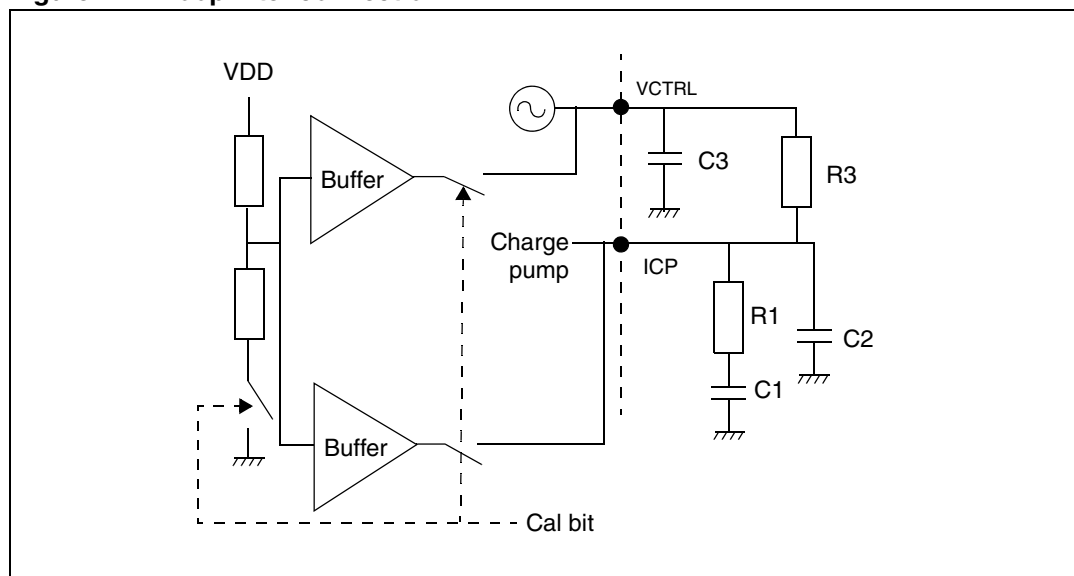 VDD
VCTRL
Buffer
C3
R3
Charge
pump
ICP
R1
C2
C1
Buffer
Cal bit